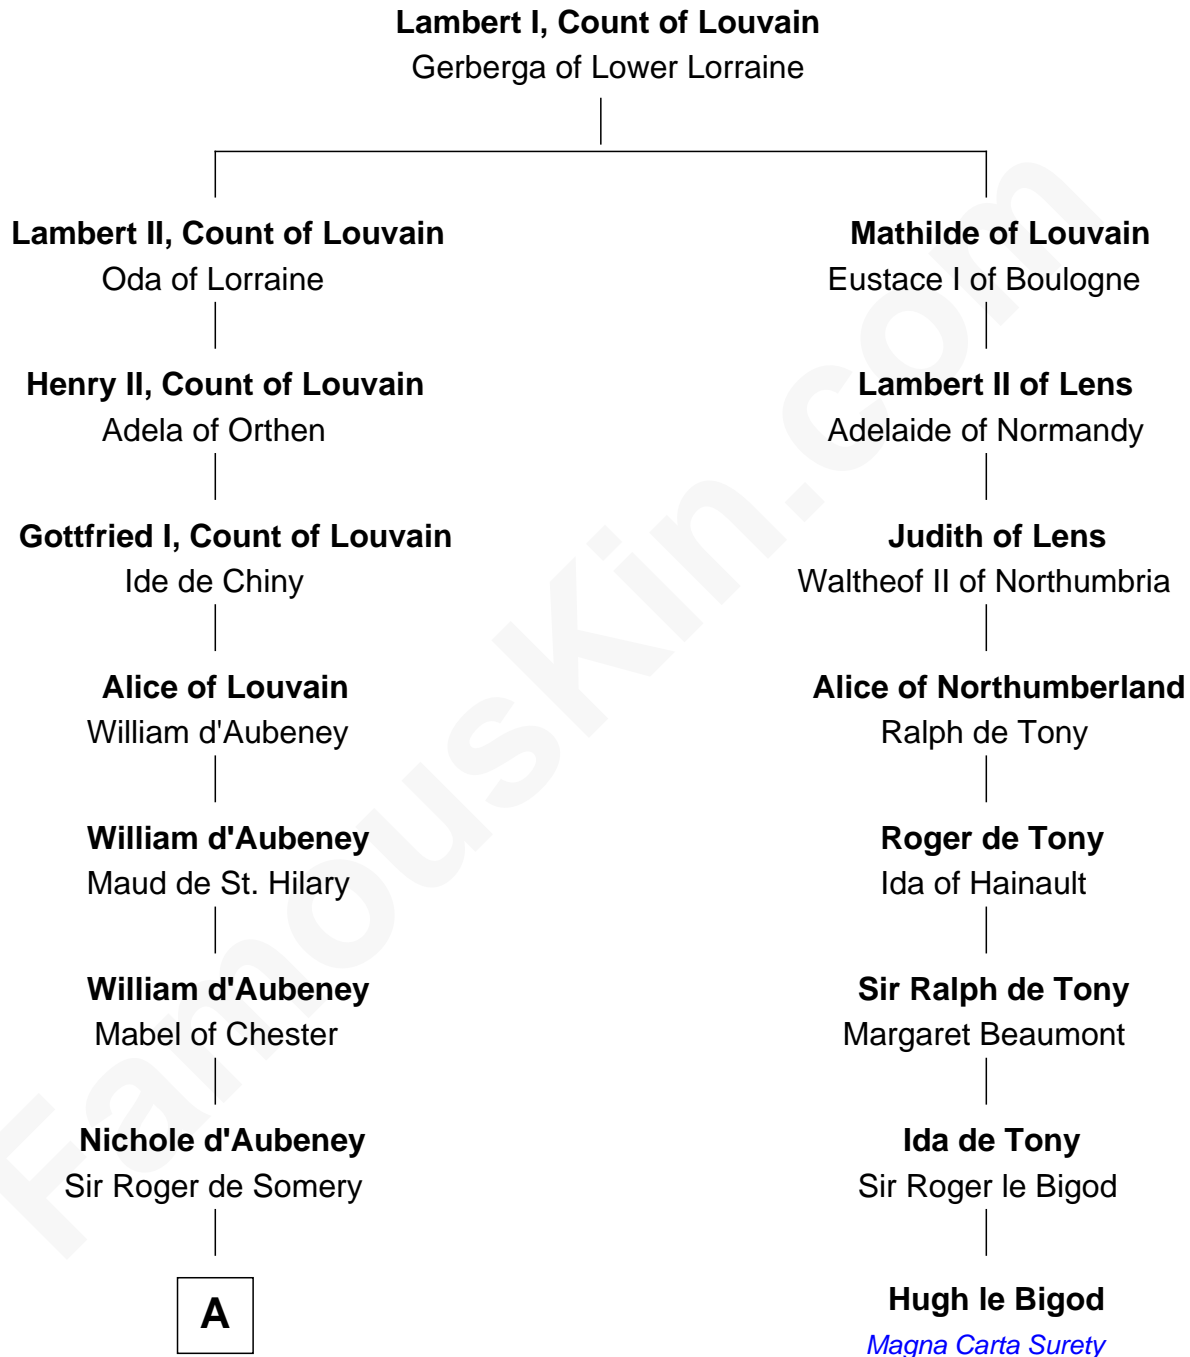 Lambert I, Count of Louvain
Gerberga of Lower Lorraine
Lambert II, Count of Louvain
Oda of Lorraine
Mathilde of Louvain
Eustace I of Boulogne
Henry II, Count of Louvain
Adela of Orthen
Lambert II of Lens
Adelaide of Normandy
Gottfried I, Count of Louvain
Ide de Chiny
Judith of Lens
Waltheof II of Northumbria
Alice of Louvain
William d'Aubeney
Alice of Northumberland
Ralph de Tony
William d'Aubeney
Maud de St. Hilary
Roger de Tony
Ida of Hainault
William d'Aubeney
Mabel of Chester
Sir Ralph de Tony
Margaret Beaumont
Nichole d'Aubeney
Sir Roger de Somery
Ida de Tony
Sir Roger le Bigod
A
Hugh le Bigod
Magna Carta Surety
FamousKin.com